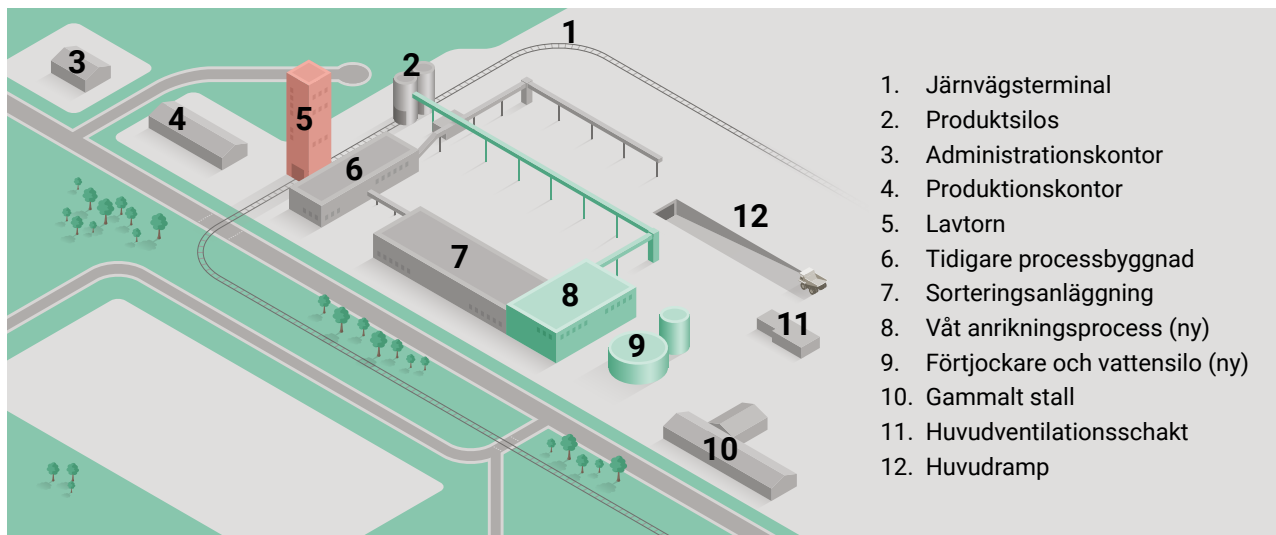 1
2
3
4
5
6
7
8
9
10
11
12
1. Järnvägsterminal
2. Produktsilos
3. Administrationskontor
4. Produktionskontor
5. Lavtorn
6. Tidigare processbyggnad
7. Sorteringsanläggning
8. Våt anrikningsprocess (ny)
9. Förtjockare och vattensilo (ny)
10. Gammalt stall
11. Huvudventilationsschakt
12. Huvudramp